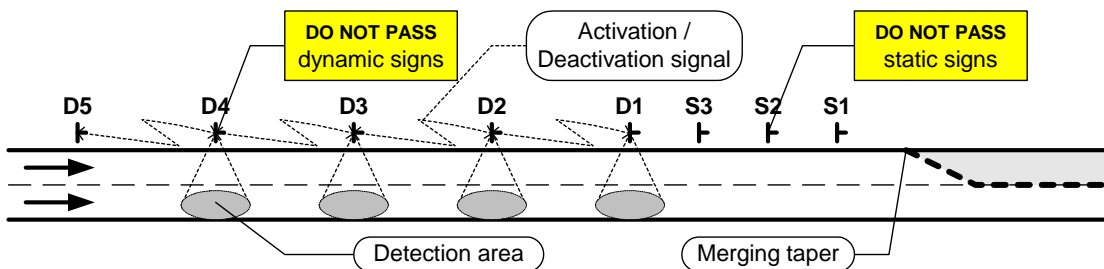 DO NOT PASS
dynamic signs
Activation /
Deactivation signal
DO NOT PASS
static signs
D5 D4 D3 D2 D1 S3 S2 S1
Detection area
Merging taper